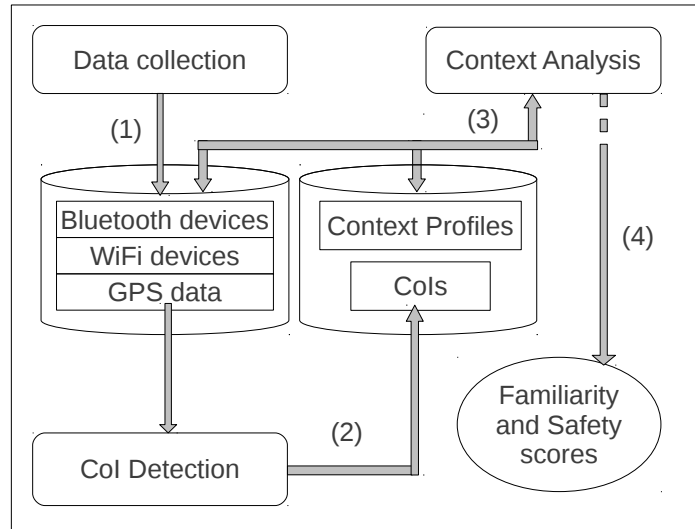 Data collection
Context Analysis
(1)
(3)
Bluetooth devices
WiFi devices
GPS data
Context Profiles
CoIs
(4)
CoI Detection
(2)
Familiarity
and Safety
scores